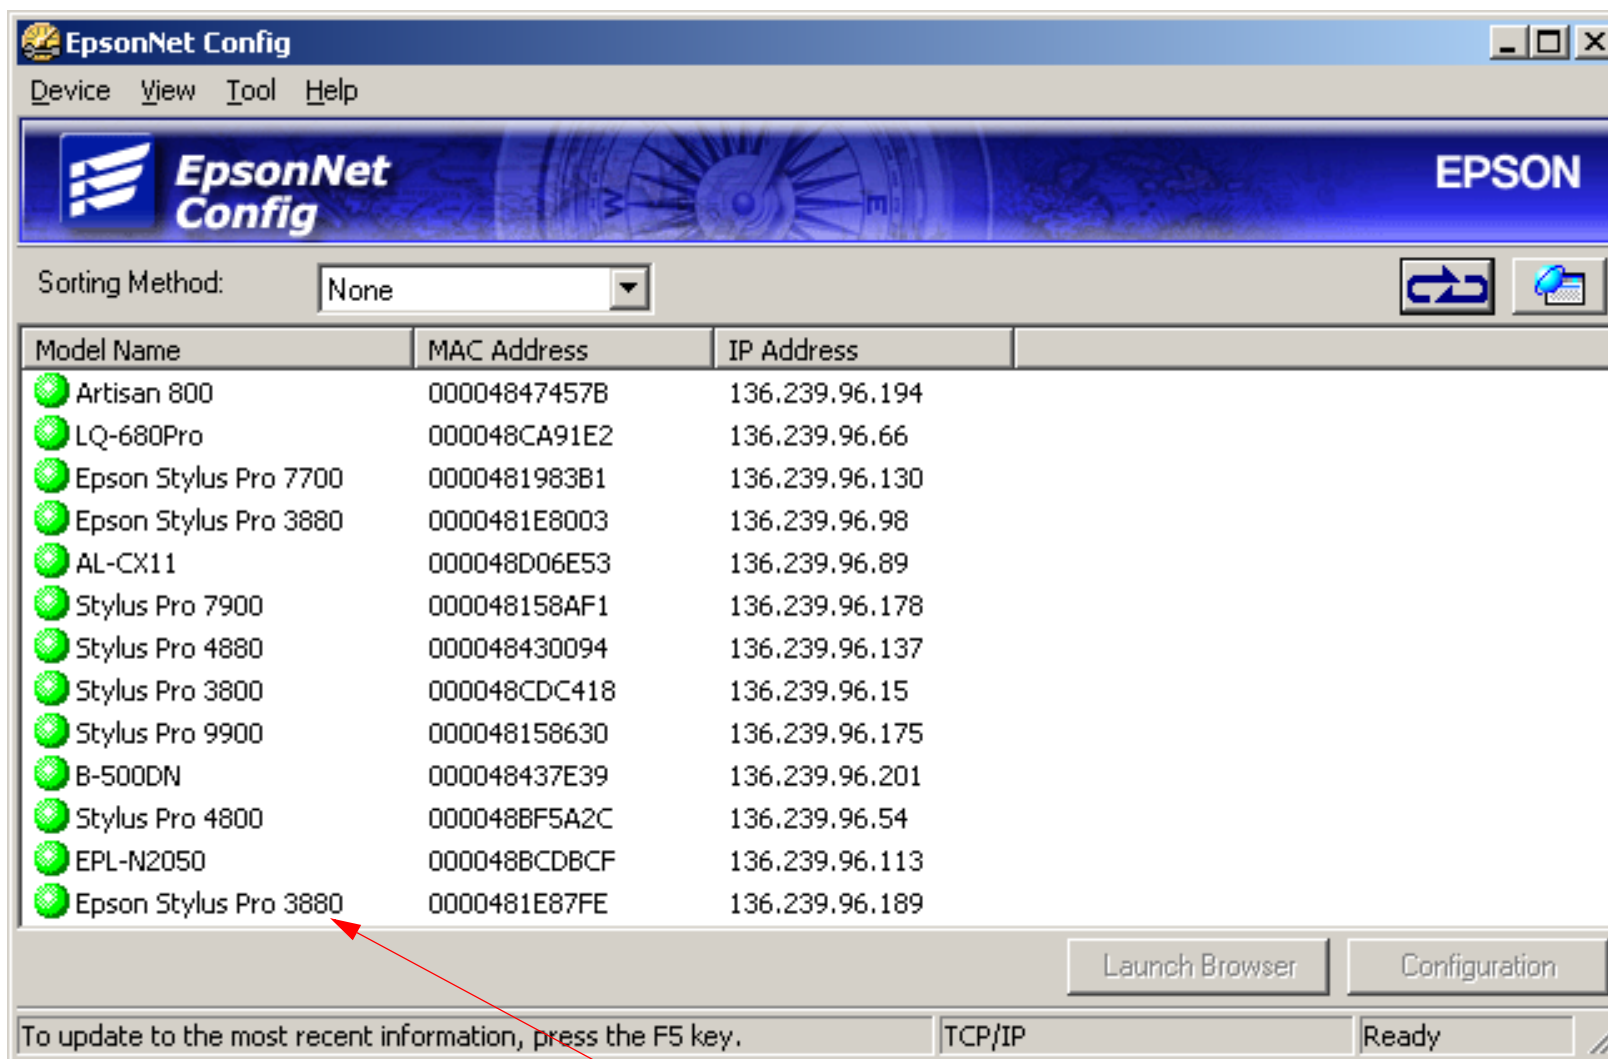 EpsonNet Config
Device View Tool Help
EpsonNet
Config
W
E
EPSON
Sorting Method: None
Model Name MAC Address IP Address
Artisan 800 00004847457B 136.239.96.194
LQ-680Pro 000048CA91E2 136.239.96.66
Epson Stylus Pro 7700 0000481983B1 136.239.96.130
Epson Stylus Pro 3880 0000481E8003 136.239.96.98
AL-CX11 000048D06E53 136.239.96.89
Stylus Pro 7900 000048158AF1 136.239.96.178
Stylus Pro 4880 000048430094 136.239.96.137
Stylus Pro 3800 000048CDC418 136.239.96.15
Stylus Pro 9900 000048158630 136.239.96.175
B-500DN 000048437E39 136.239.96.201
Stylus Pro 4800 000048BF5A2C 136.239.96.54
EPL-N2050 000048BCDBCF 136.239.96.113
Epson Stylus Pro 3880 0000481E87FE 136.239.96.189
Launch Browser Configuration
To update to the most recent information, press the F5 key. TCP/IP Ready